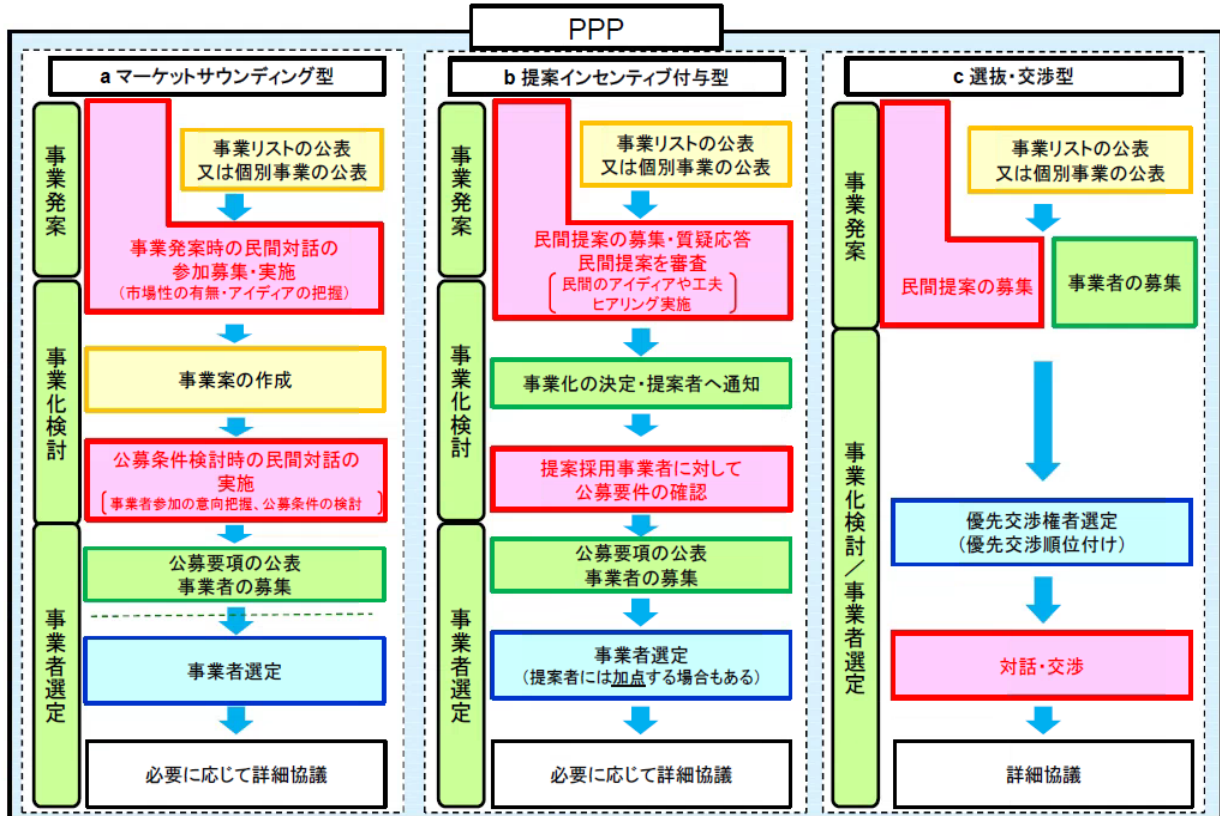 PPP
a マーケットサウンディング型
事業発案
事業リストの公表
又は個別事業の公表
事業発案時の民間対話の
参加募集・実施
(市場性の有無・アイディアの把握)
事業化検討
事業案の作成
公募条件検討時の民間対話の
実施
事業者参加の意向把握、公募条件の検討
事業者選定
公募要項の公表
事業者の募集
事業者選定
必要に応じて詳細協議
b 提案インセンティブ付与型
事業発案
事業リストの公表
又は個別事業の公表
民間提案の募集・質疑応答
民間提案を審査
民間のアイディアや工夫
ヒアリング実施
事業化検討
事業化の決定・提案者へ通知
提案採用事業者に対して
公募要件の確認
事業者選定
公募要項の公表
事業者の募集
事業者選定
(提案者には加点する場合もある)
必要に応じて詳細協議
c 選抜・交渉型
事業発案
事業リストの公表
又は個別事業の公表
民間提案の募集
事業者の募集
事業化検討／事業者選定
優先交渉権者選定
(優先交渉順位付け)
対話・交渉
詳細協議